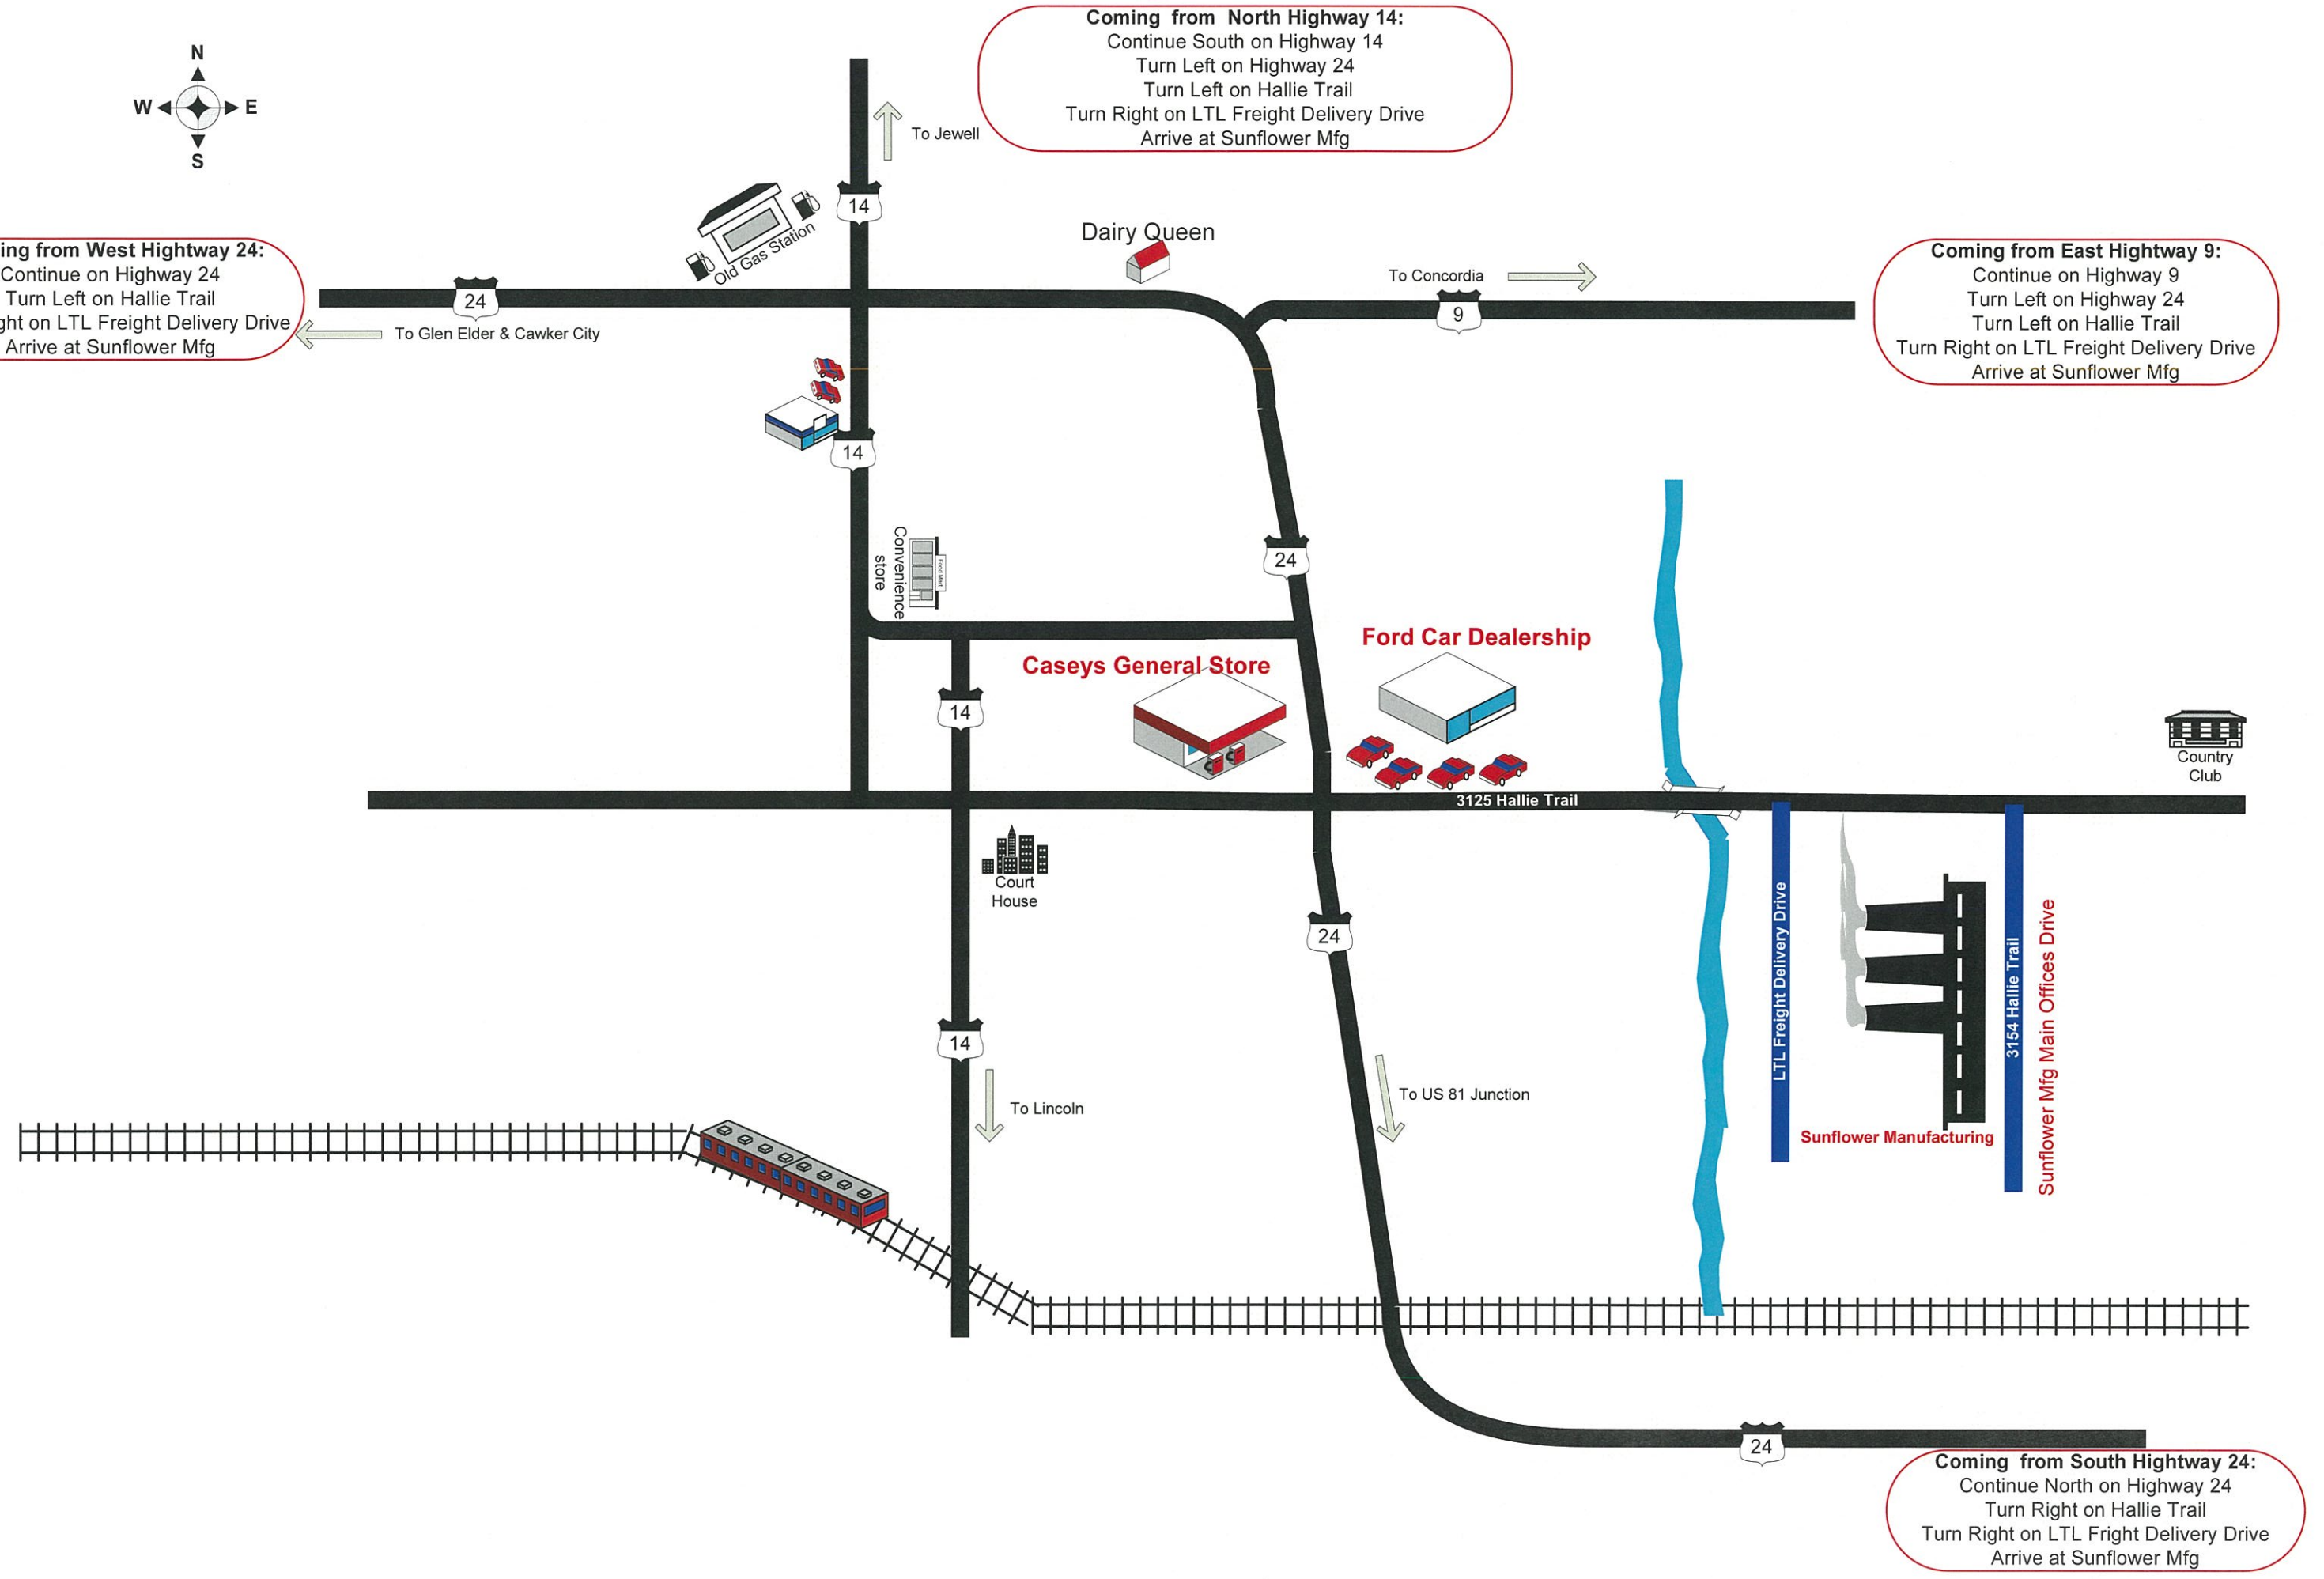 Coming from North Highway 14:
Continue South on Highway 14
Turn Left on Highway 24
Turn Left on Hallie Trail
Turn Right on LTL Freight Delivery Drive
Arrive at Sunflower Mfg
N
W
E
S
To Jewell
14
Old Gas Station
Dairy Queen
ing from West Hightway 24:
Continue on Highway 24
Turn Left on Hallie Trail
ght on LTL Freight Delivery Drive
Arrive at Sunflower Mfg
24
To Glen Elder & Cawker City
To Concordia
9
Coming from East Hightway 9:
Continue on Highway 9
Turn Left on Highway 24
Turn Left on Hallie Trail
Turn Right on LTL Freight Delivery Drive
Arrive at Sunflower Mfg
14
Convenience
store
Food Mart
24
Caseys General Store
Ford Car Dealership
14
Country
Club
3125 Hallie Trail
Court
House
24
LTL Freight Delivery Drive
3154 Hallie Trail
Sunflower Mfg Main Offices Drive
14
To Lincoln
To US 81 Junction
Sunflower Manufacturing
24
Coming from South Hightway 24:
Continue North on Highway 24
Turn Right on Hallie Trail
Turn Right on LTL Fright Delivery Drive
Arrive at Sunflower Mfg